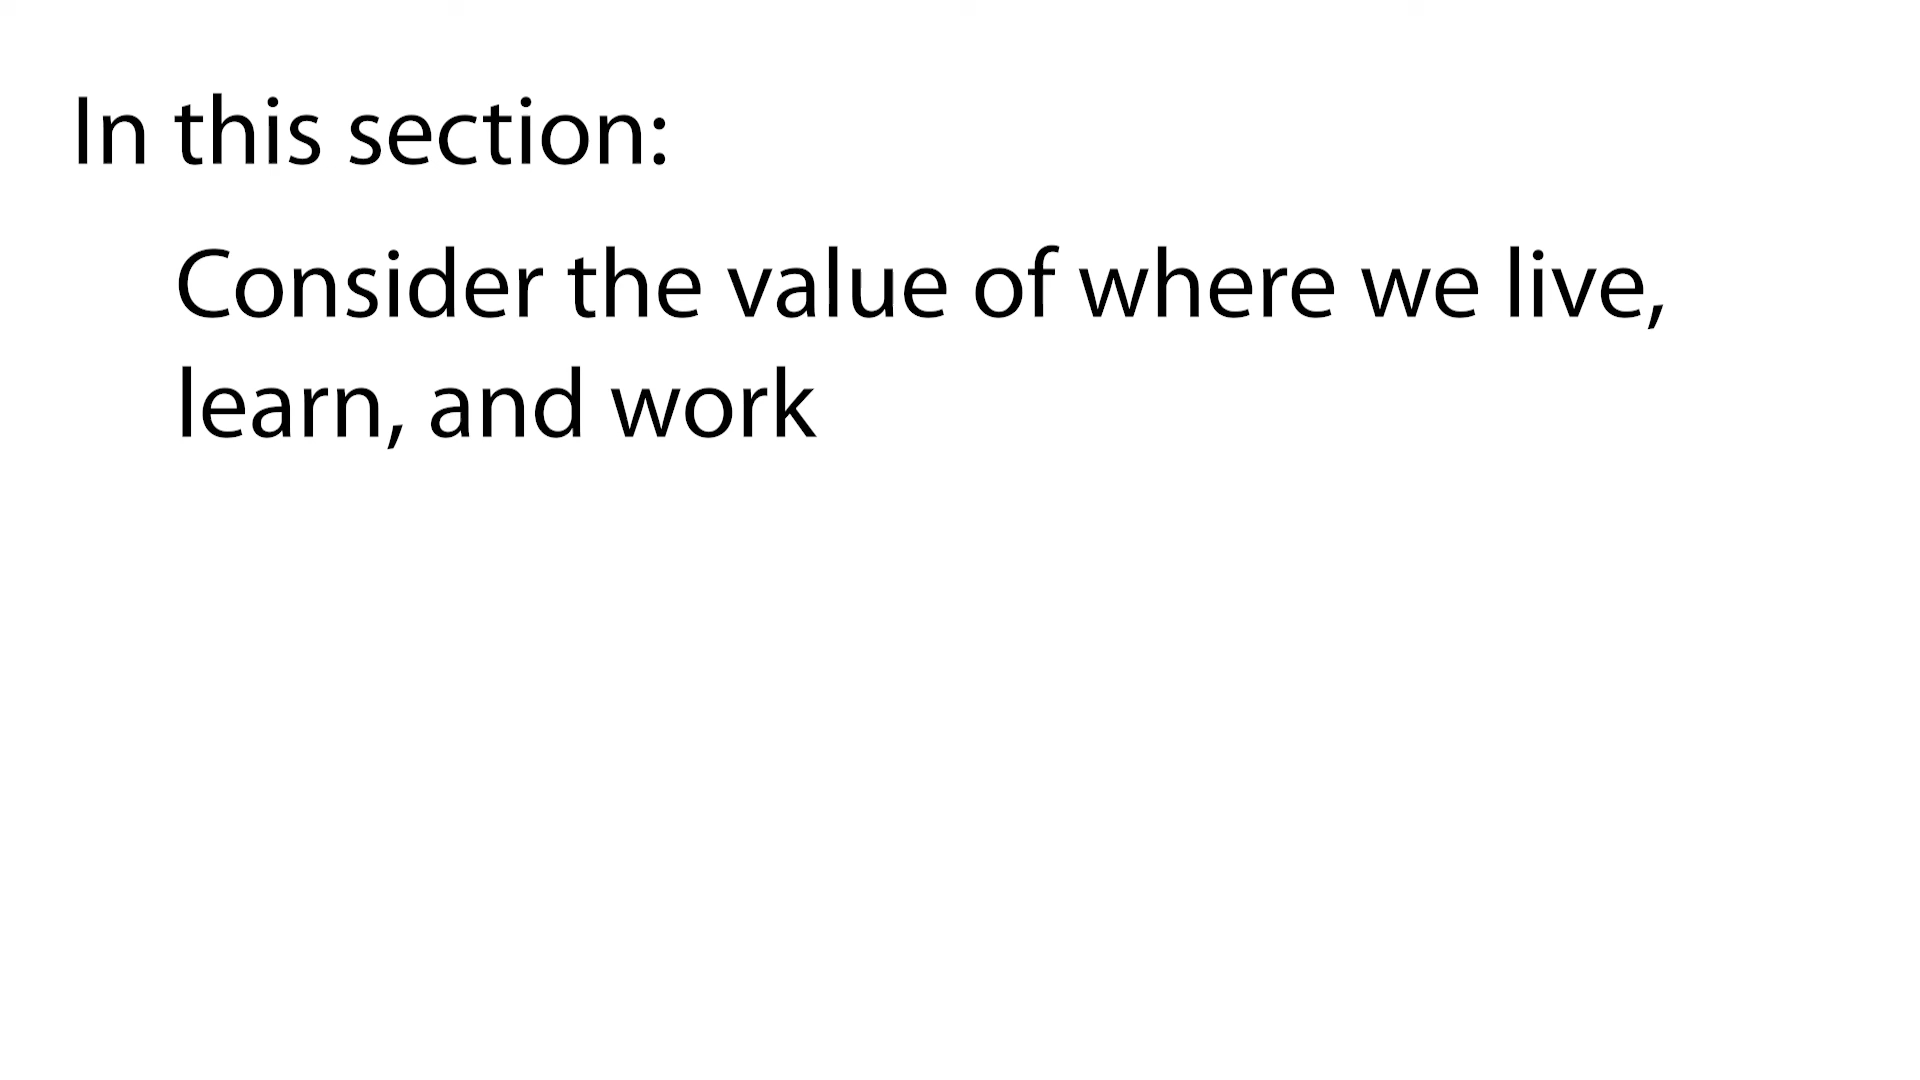 In this section:
Consider the value of where we live,
learn, and work